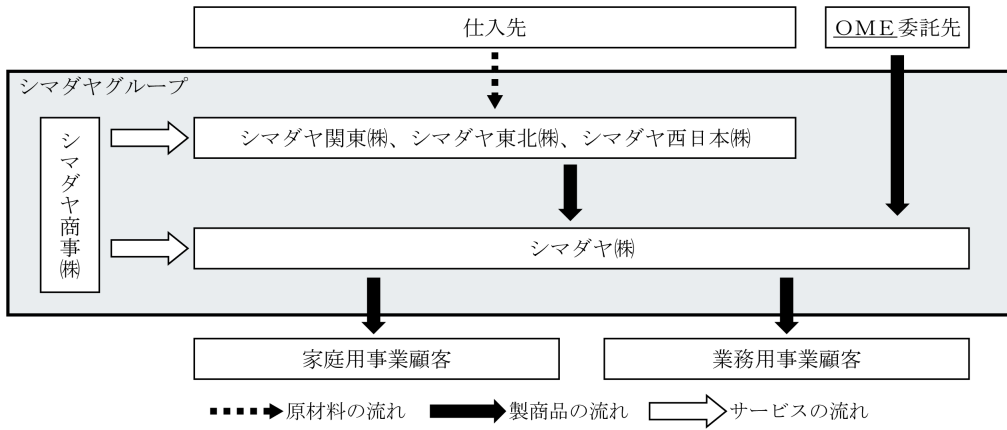 仕入先
ＯＭＥ委託先
シマダヤグループ
シマダヤ商事㈱
シマダヤ関東㈱、シマダヤ東北㈱、シマダヤ西日本㈱
シマダヤ㈱
家庭用事業顧客
業務用事業顧客
原材料の流れ
製商品の流れ
サービスの流れ